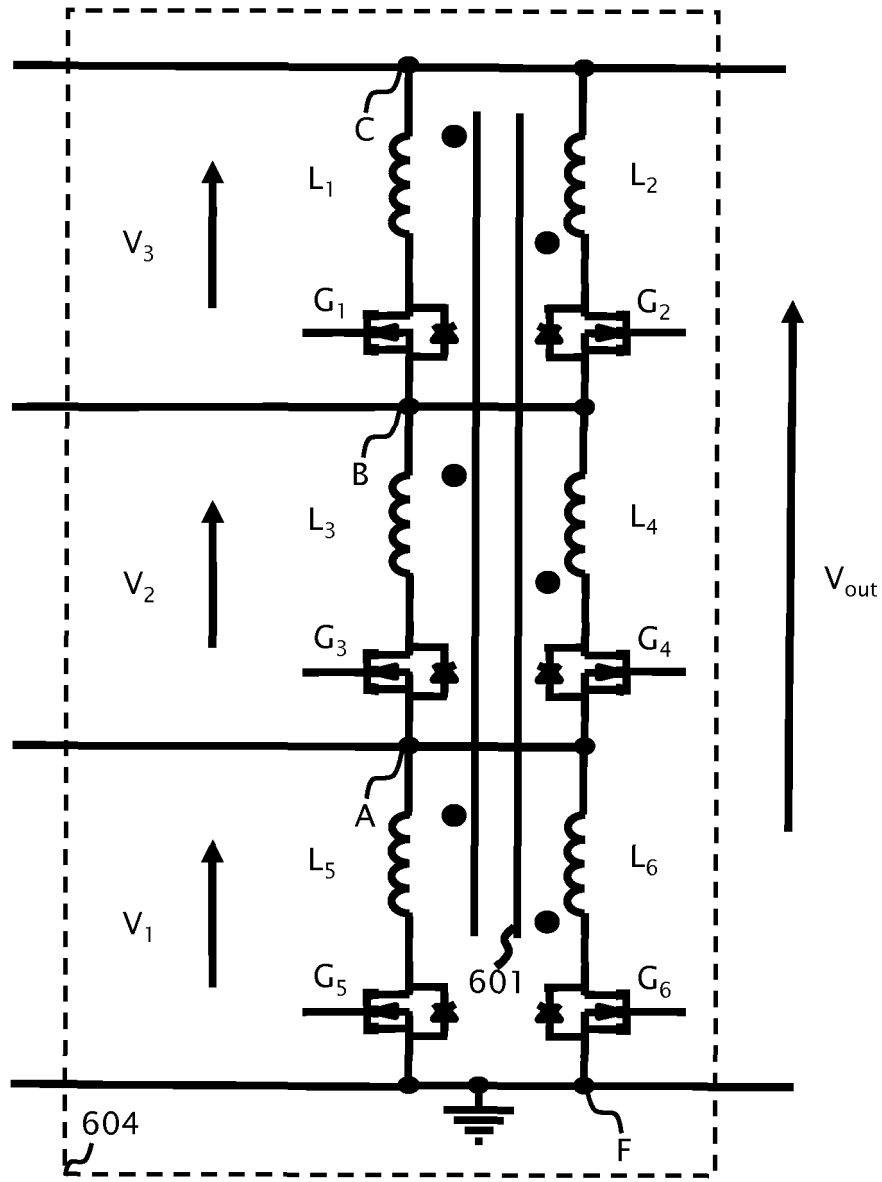 C
L₁ L₂
V₃
G₁ G₂
B
L₃ L₄
V₂
Vout
G₃ G₄
A
L₅ L₆
V₁
G₅ 601 G₆
604
F